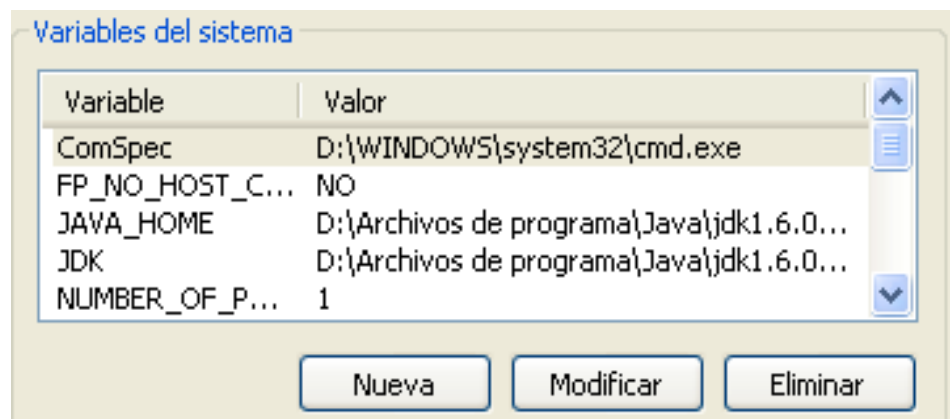 Variables del sistema
Variable Valor
ComSpec D:\WINDOWS\system32\cmd.exe
FP_NO_HOST_C... NO
JAVA_HOME D:\Archivos de programa\Java\jdk1.6.0...
JDK D:\Archivos de programa\Java\jdk1.6.0...
NUMBER_OF_P... 1
Nueva Modificar Eliminar